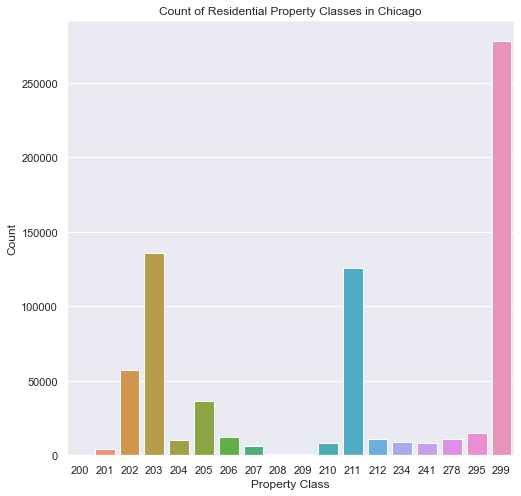 Count of Residential Property Classes in Chicago
250000
200000
150000
100000
50000
0
Count
200 201 202 203 204 205 206 207 208 209 210 211 212 234 241 278 295 299
Property Class